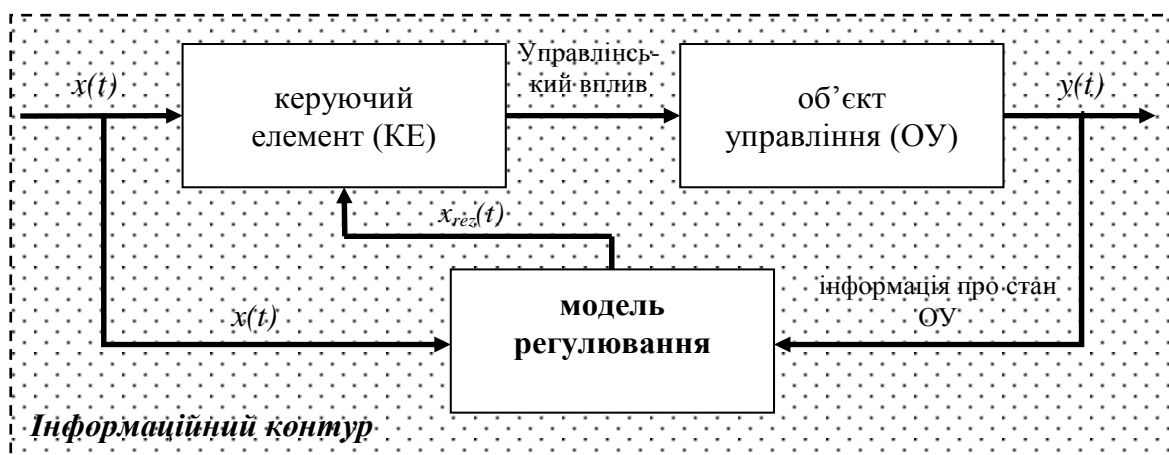 x(t)
керуючий
елемент (КЕ)
Управлінсь-
кий вплив
об’єкт
управління (ОУ)
y(t)
x_rez(t)
x(t)
модель
регулювання
інформація про стан
ОУ
Інформаційний контур